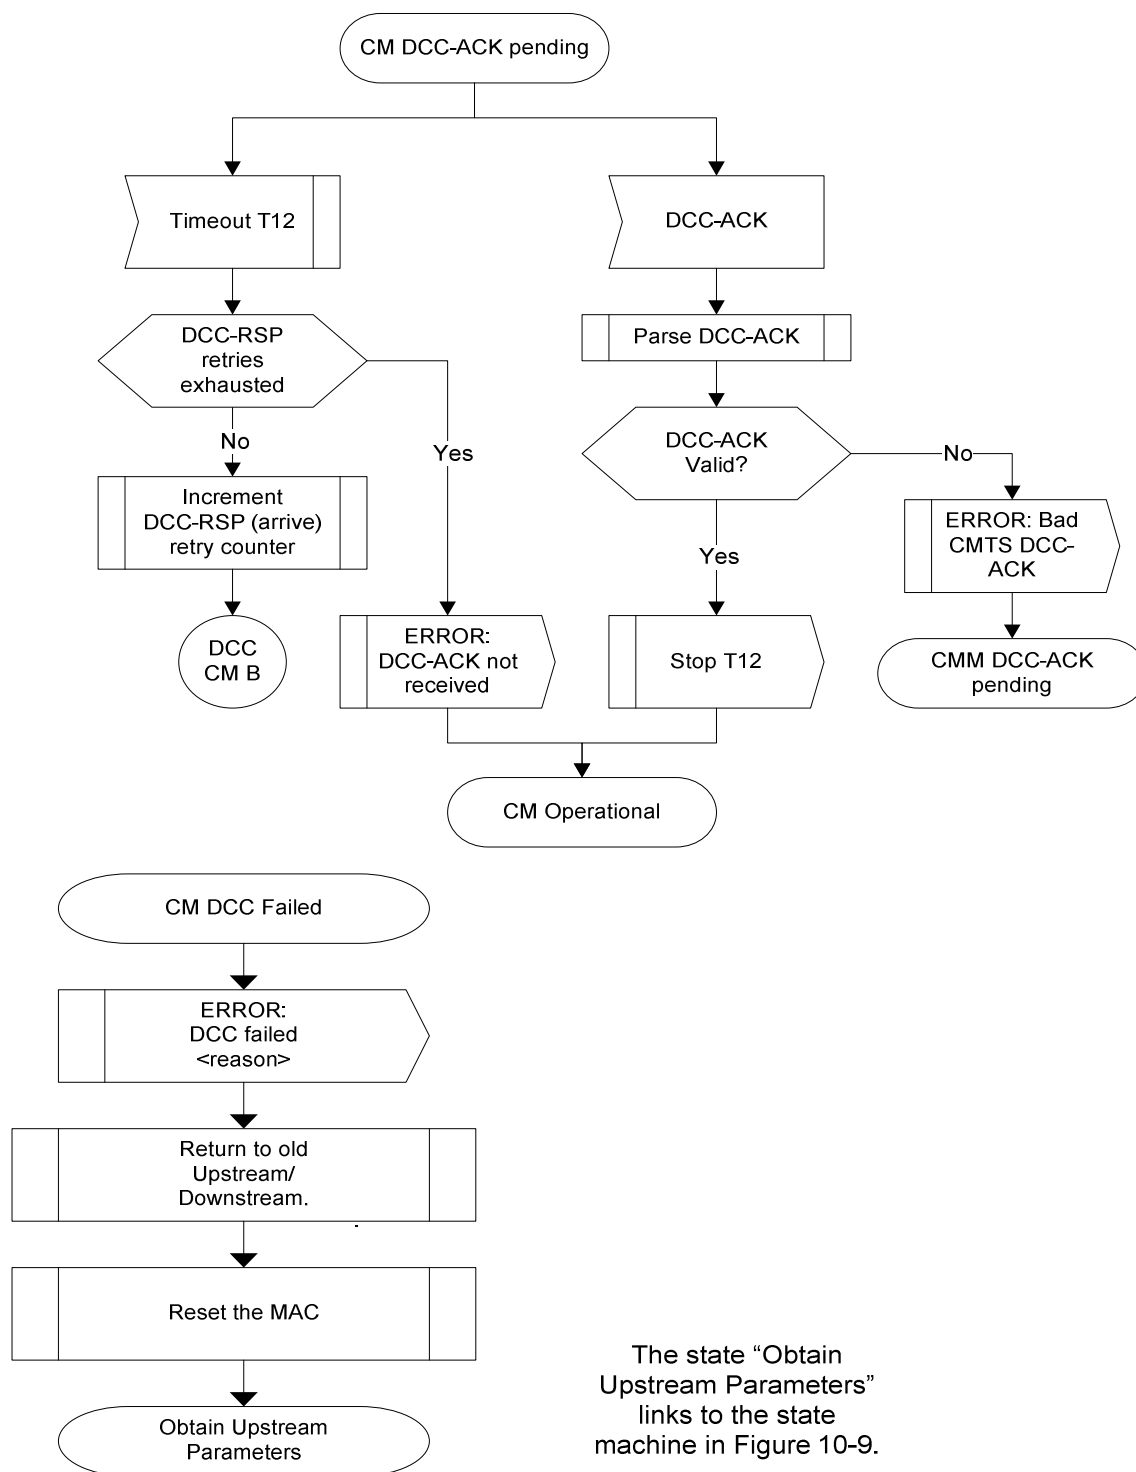 CM DCC-ACK pending
Timeout T12
DCC-ACK
DCC-RSP
retries
exhausted
Parse DCC-ACK
No
Yes
DCC-ACK
Valid?
No
Increment
DCC-RSP (arrive)
retry counter
Yes
ERROR: Bad
CMTS DCC-
ACK
DCC
CM B
ERROR:
DCC-ACK not
received
Stop T12
CMM DCC-ACK
pending
CM Operational
CM DCC Failed
ERROR:
DCC failed
<reason>
Return to old
Upstream/
Downstream.
Reset the MAC
Obtain Upstream
Parameters
The state “Obtain
Upstream Parameters”
links to the state
machine in Figure 10-9.